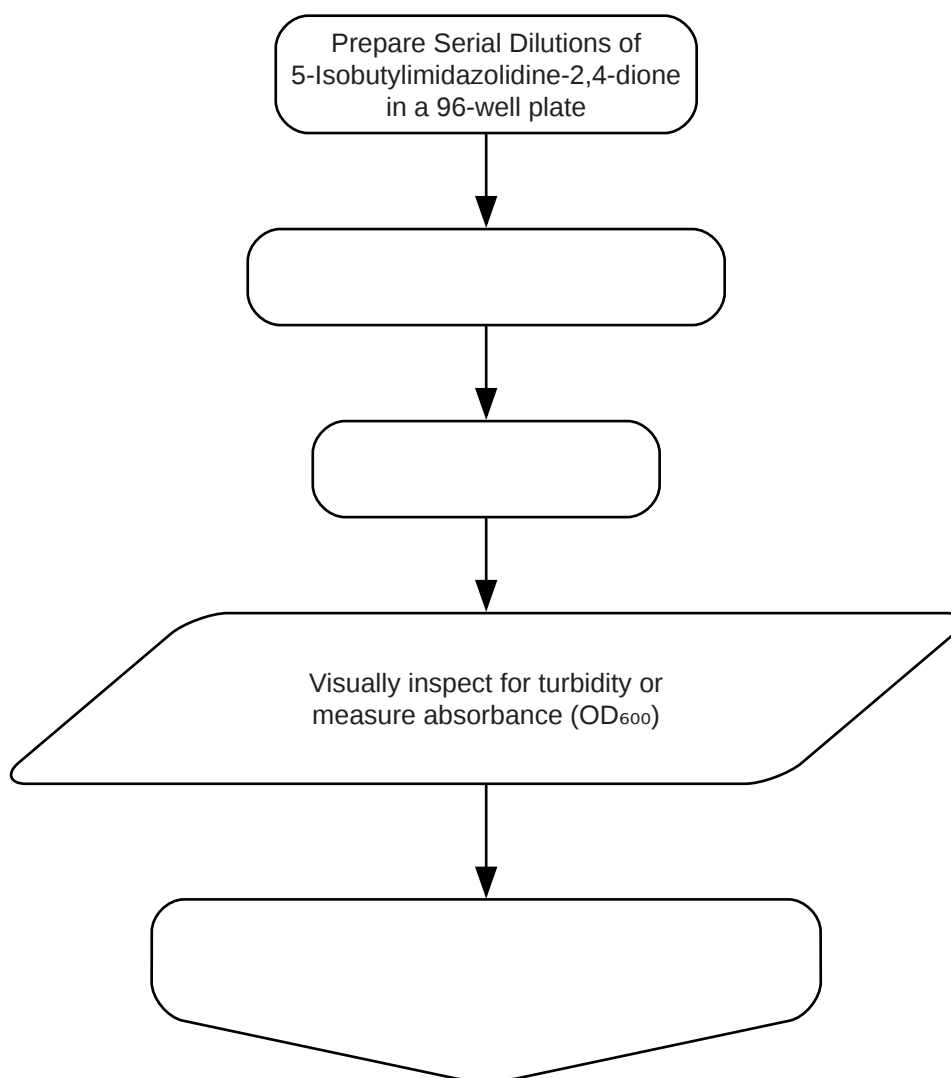 Prepare Serial Dilutions of
5-Isobutylimidazolidine-2,4-dione
in a 96-well plate
Visually inspect for turbidity or
measure absorbance (OD₆₀₀)